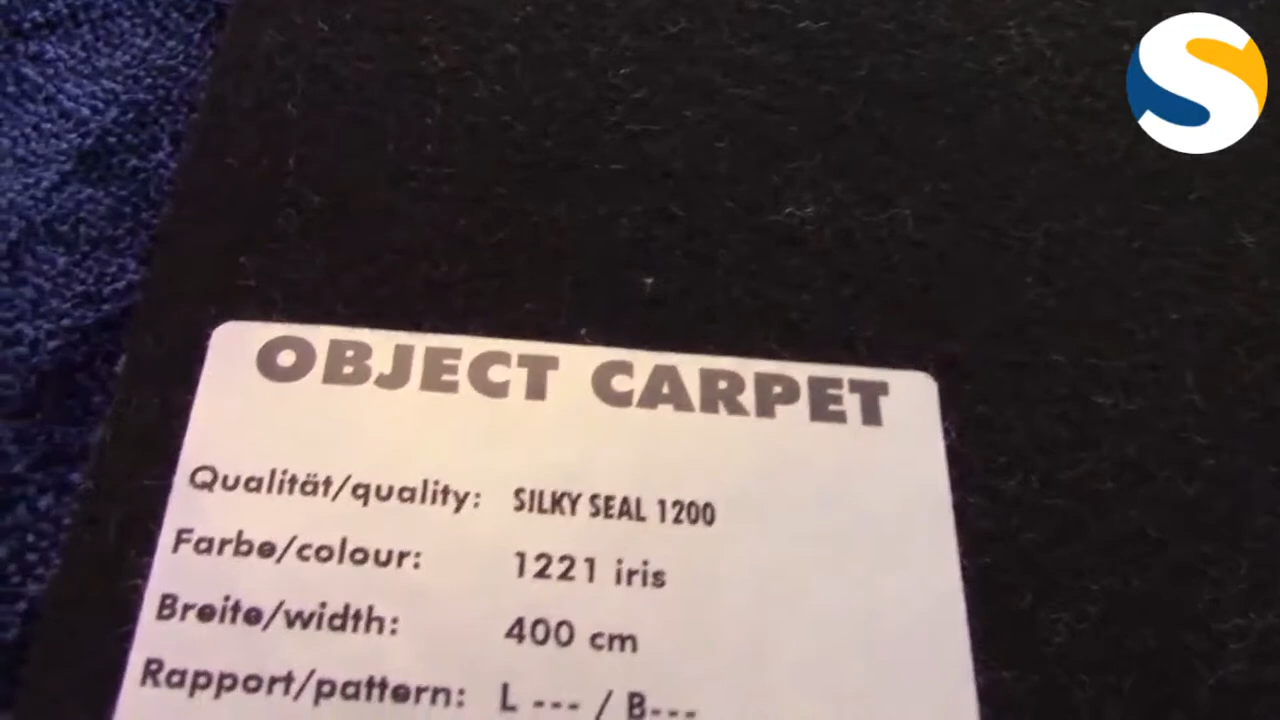 OBJECT CARPET
Qualität/quality: SILKY SEAL 1200
Farbe/colour: 1221 iris
Breite/width: 400 cm
Rapport/pattern: L --- / B---